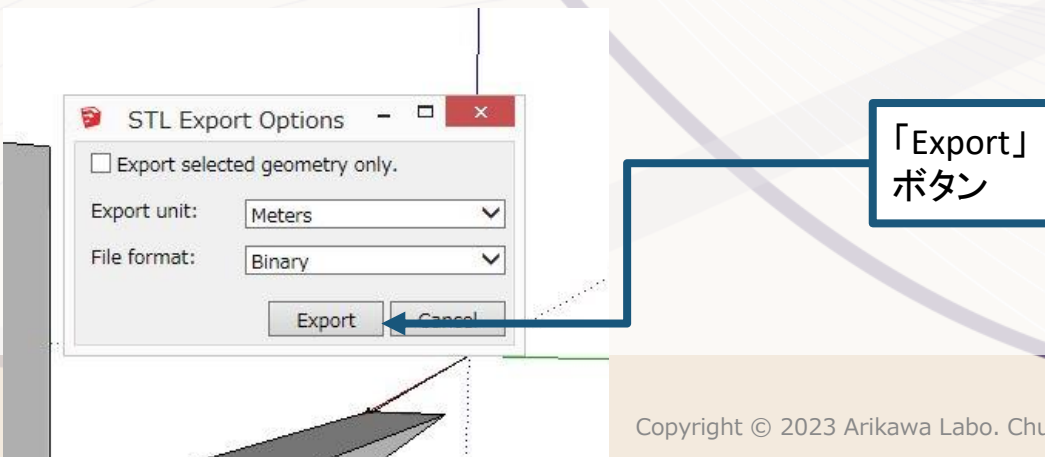 STL Export Options
Export selected geometry only.
Export unit: Meters
File format: Binary
Export Cancel
「Export」
ボタン
Copyright © 2023 Arikawa Labo.